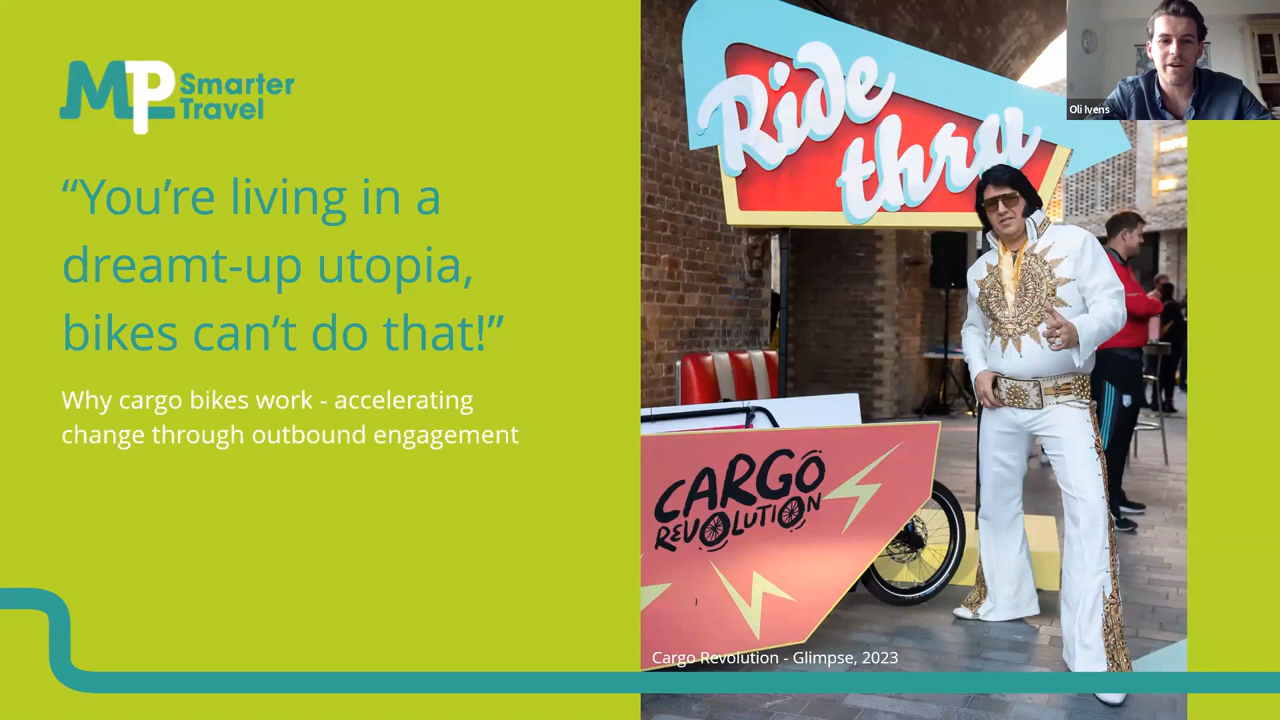 MP Smarter
Travel
“You’re living in a
dreamt-up utopia,
bikes can’t do that!”
Why cargo bikes work - accelerating
change through outbound engagement
Ride
thru
CARGO
REVOLUTION
Cargo Revolution - Glimpse, 2023
Oli Ivens